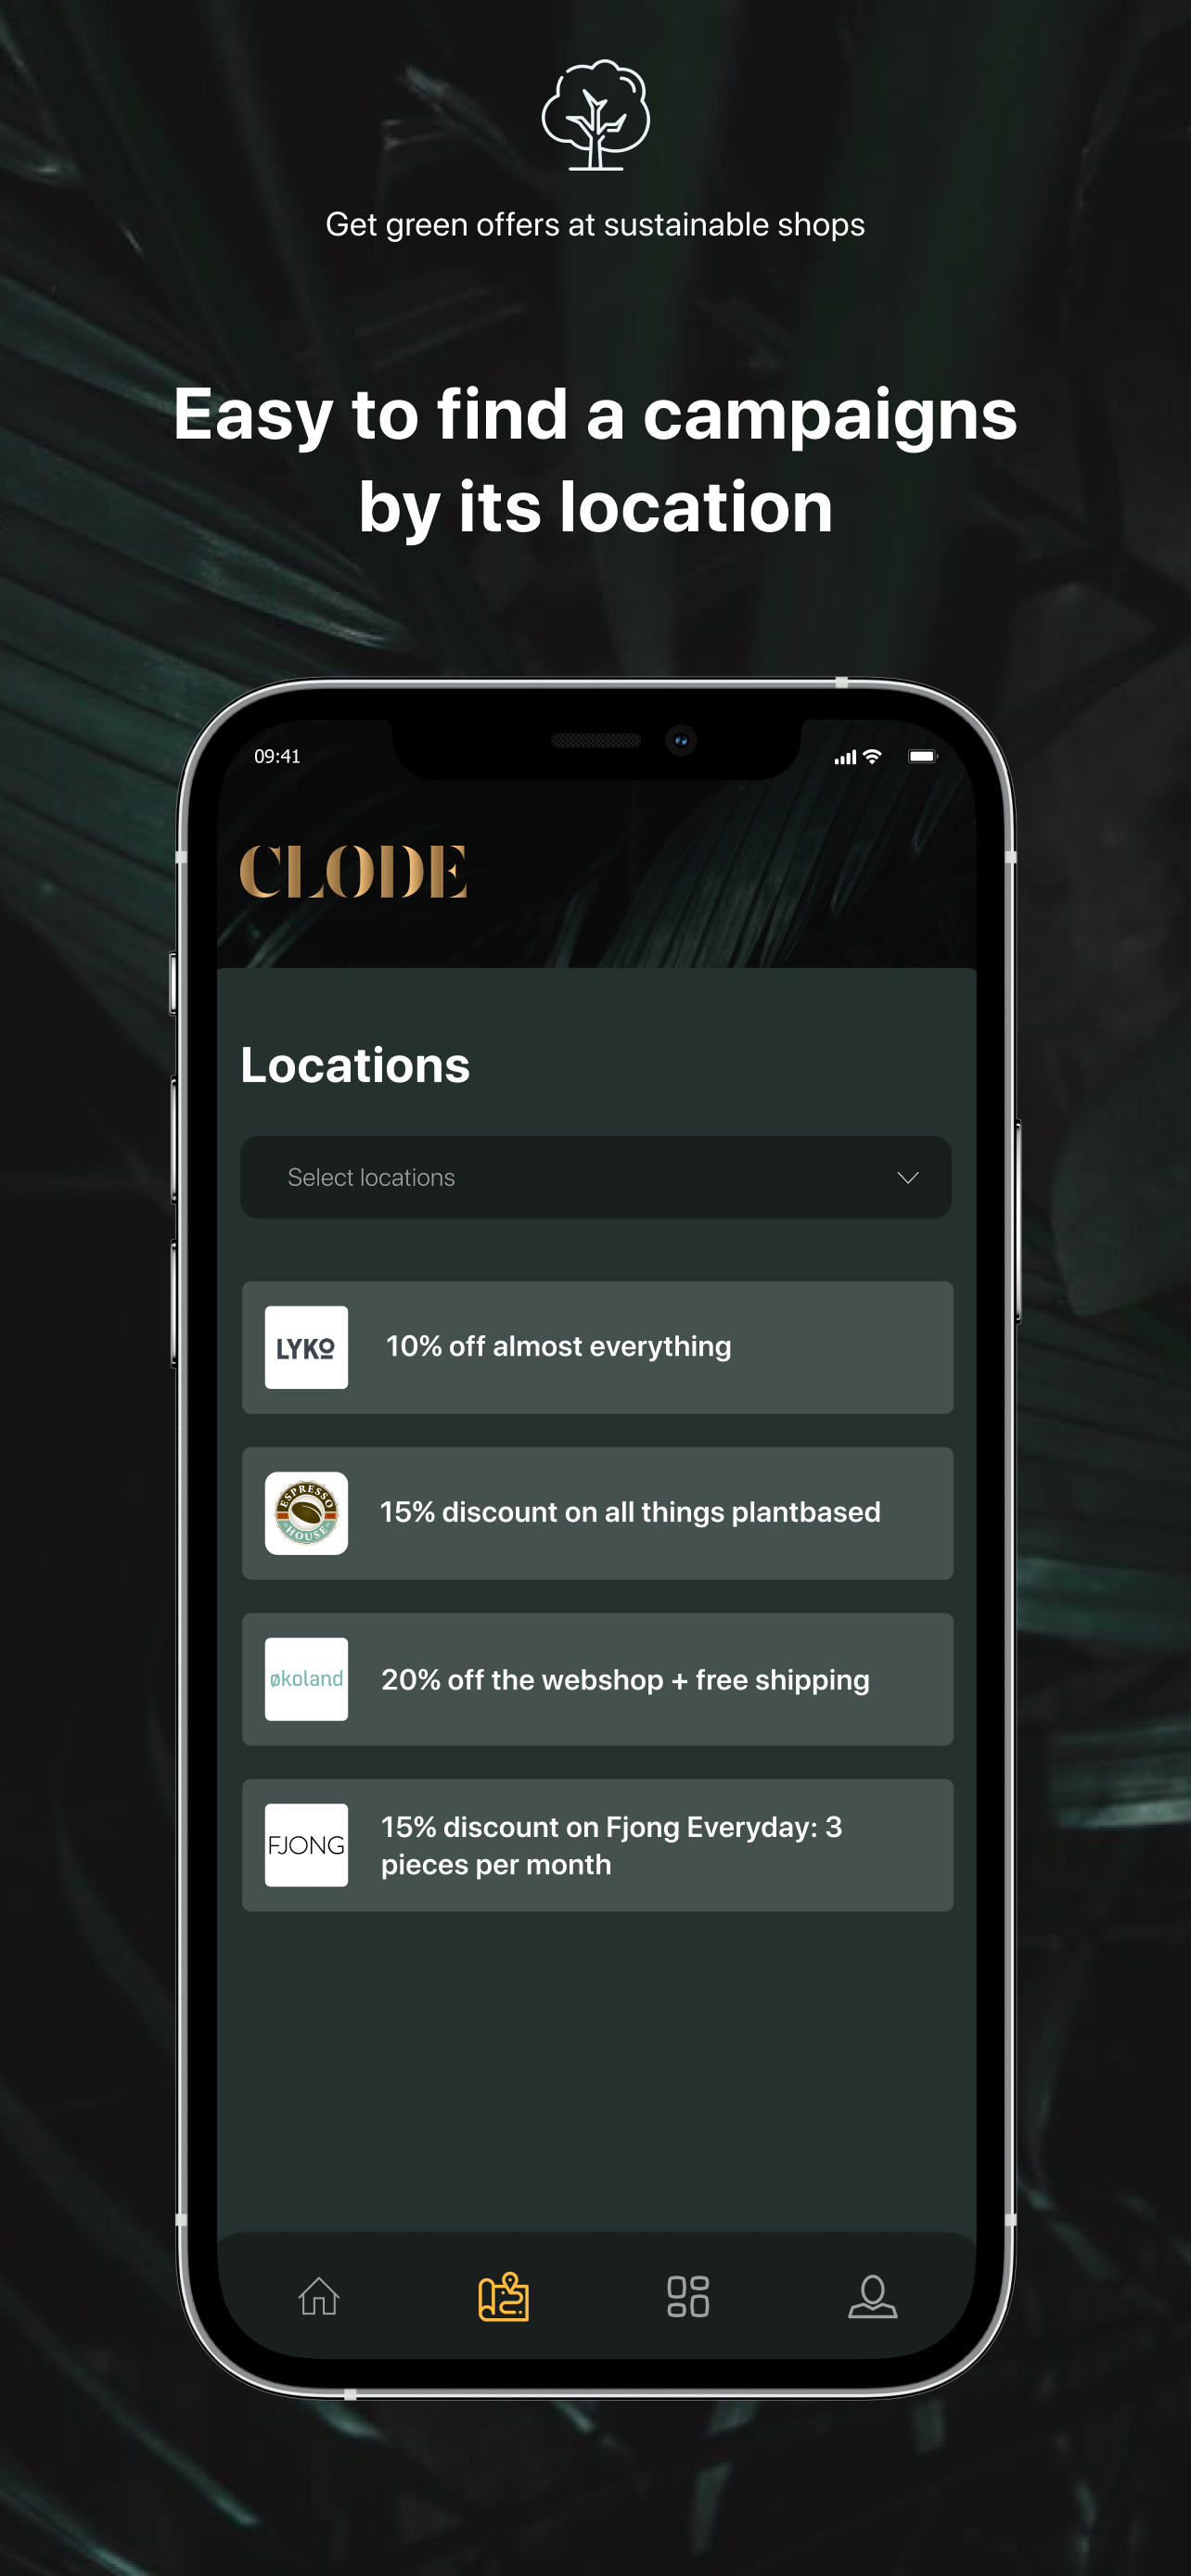 Get green offers at sustainable shops
Easy to find a campaigns
by its location
09:41
CLODE
Locations
Select locations
LYKO
10% off almost everything
ESPRESSO
HOUSE
15% discount on all things plantbased
økoland
20% off the webshop + free shipping
FJONG
15% discount on Fjong Everyday: 3
pieces per month